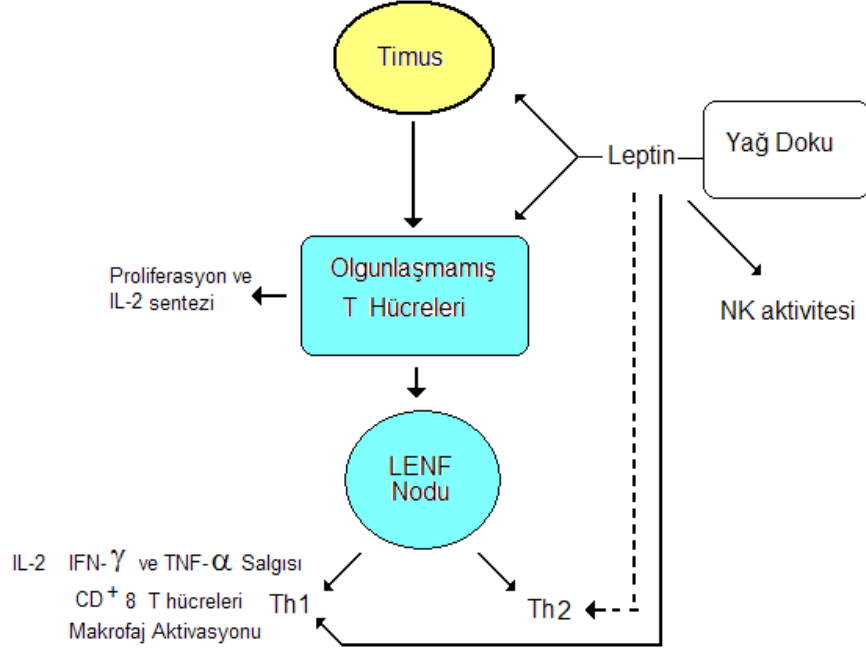 Timus
Leptin
Yağ Doku
Olgunlaşmamış
T Hücreleri
Proliferasyon ve
IL-2 sentezi
NK aktivitesi
LENF
Nodu
IL-2 IFN-γ ve TNF-α Salgısı
CD+ 8 T hücreleri
Makrofaj Aktivasyonu
Th1
Th2